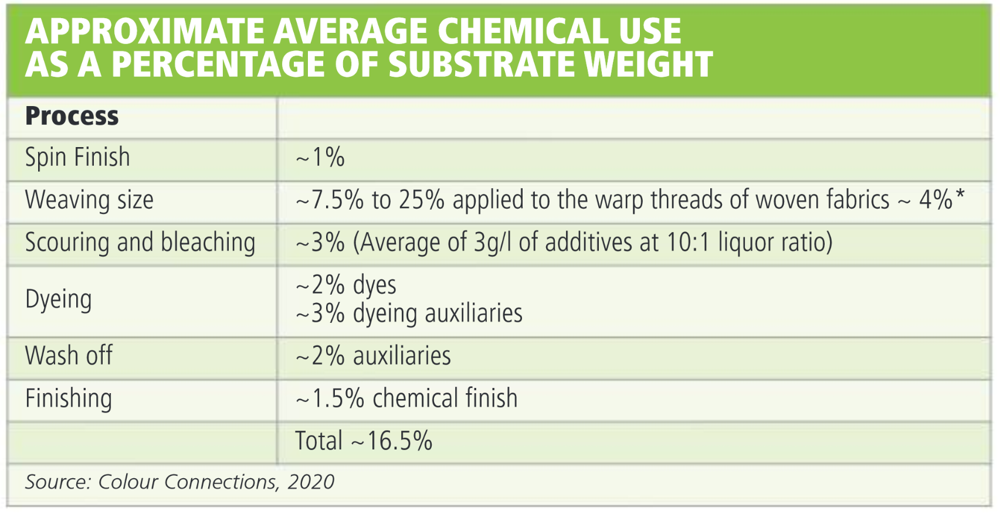 APPROXIMATE AVERAGE CHEMICAL USE
AS A PERCENTAGE OF SUBSTRATE WEIGHT
Process
Spin Finish ~1%
Weaving size ~7.5% to 25% applied to the warp threads of woven fabrics ~ 4%*
Scouring and bleaching ~3% (Average of 3g/l of additives at 10:1 liquor ratio)
Dyeing ~2% dyes
~3% dyeing auxiliaries
Wash off ~2% auxiliaries
Finishing ~1.5% chemical finish
Total ~16.5%
Source: Colour Connections, 2020